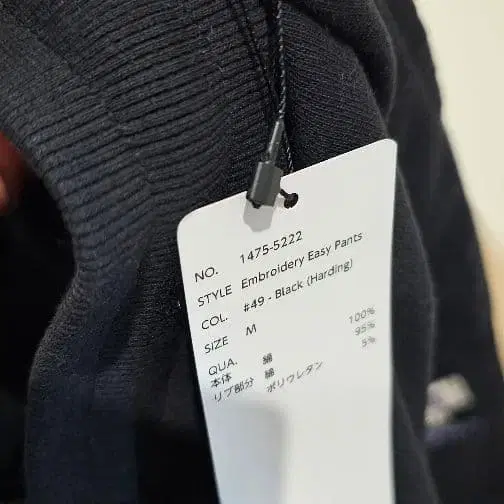 NO. 1475-5222
STYLE Embroidery Easy Pants
COL. #49 - Black (Harding)
SIZE M
QUA.
本体 綿 100%
リブ部分 綿 95%
ポリウレタン 5%